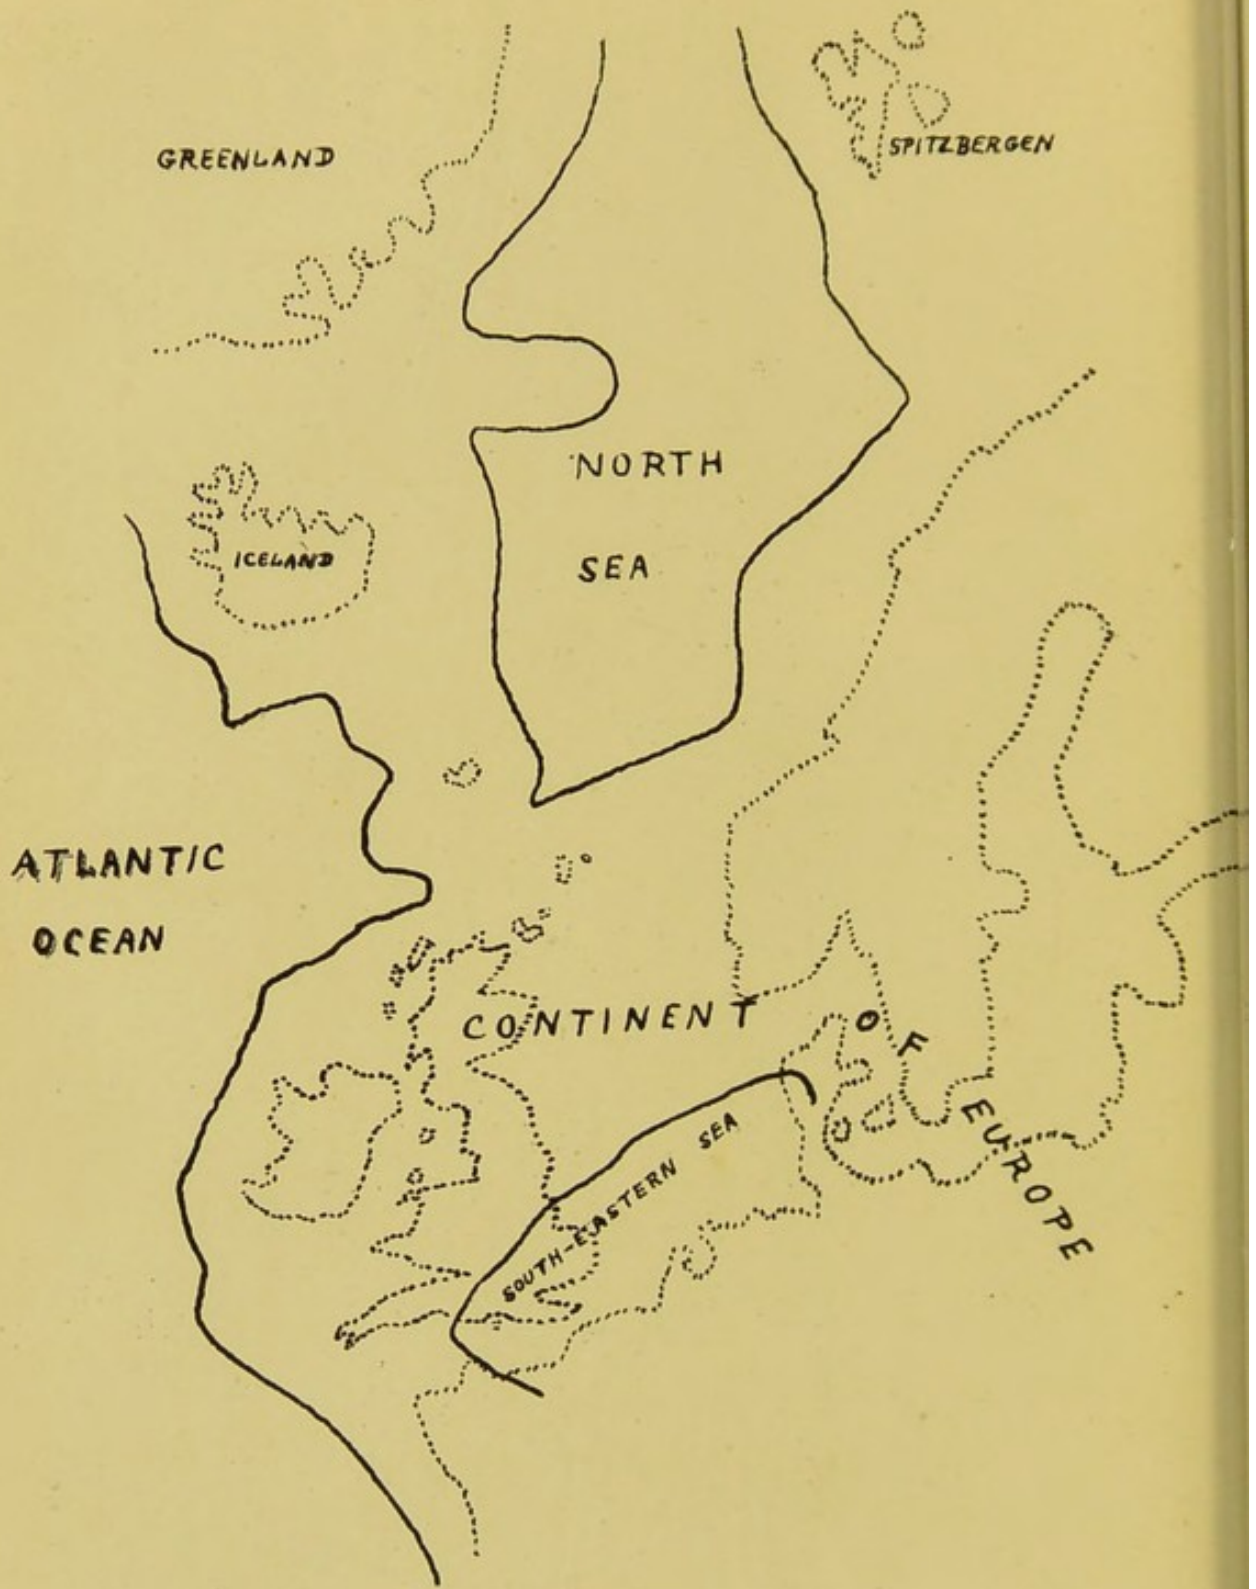 GREENLAND
SPITZBERGEN
NORTH
SEA
ICELAND
ATLANTIC
OCEAN
CONTINENT OF EUROPE
SOUTH-EASTERN SEA